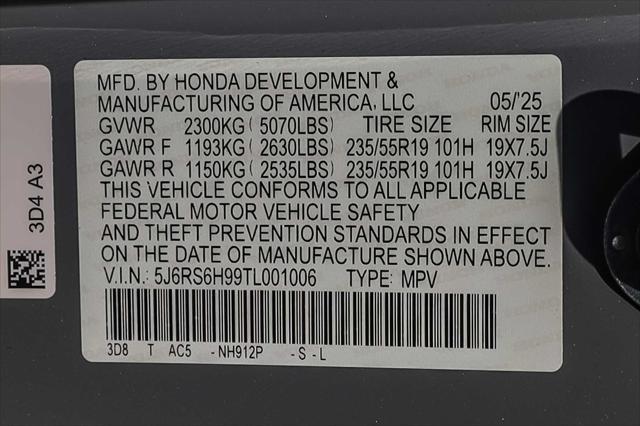 MFD. BY HONDA DEVELOPMENT &
MANUFACTURING OF AMERICA, LLC 05/'25
GVWR 2300KG (5070LBS) TIRE SIZE RIM SIZE
GAWR F 1193KG (2630LBS) 235/55R19 101H 19X7.5J
GAWR R 1150KG (2535LBS) 235/55R19 101H 19X7.5J
THIS VEHICLE CONFORMS TO ALL APPLICABLE
FEDERAL MOTOR VEHICLE SAFETY
AND THEFT PREVENTION STANDARDS IN EFFECT
ON THE DATE OF MANUFACTURE SHOWN ABOVE.
V.I.N.: 5J6RS6H99TL001006 TYPE: MPV
3D8 T AC5 -NH912P -S-L
3D4 A3